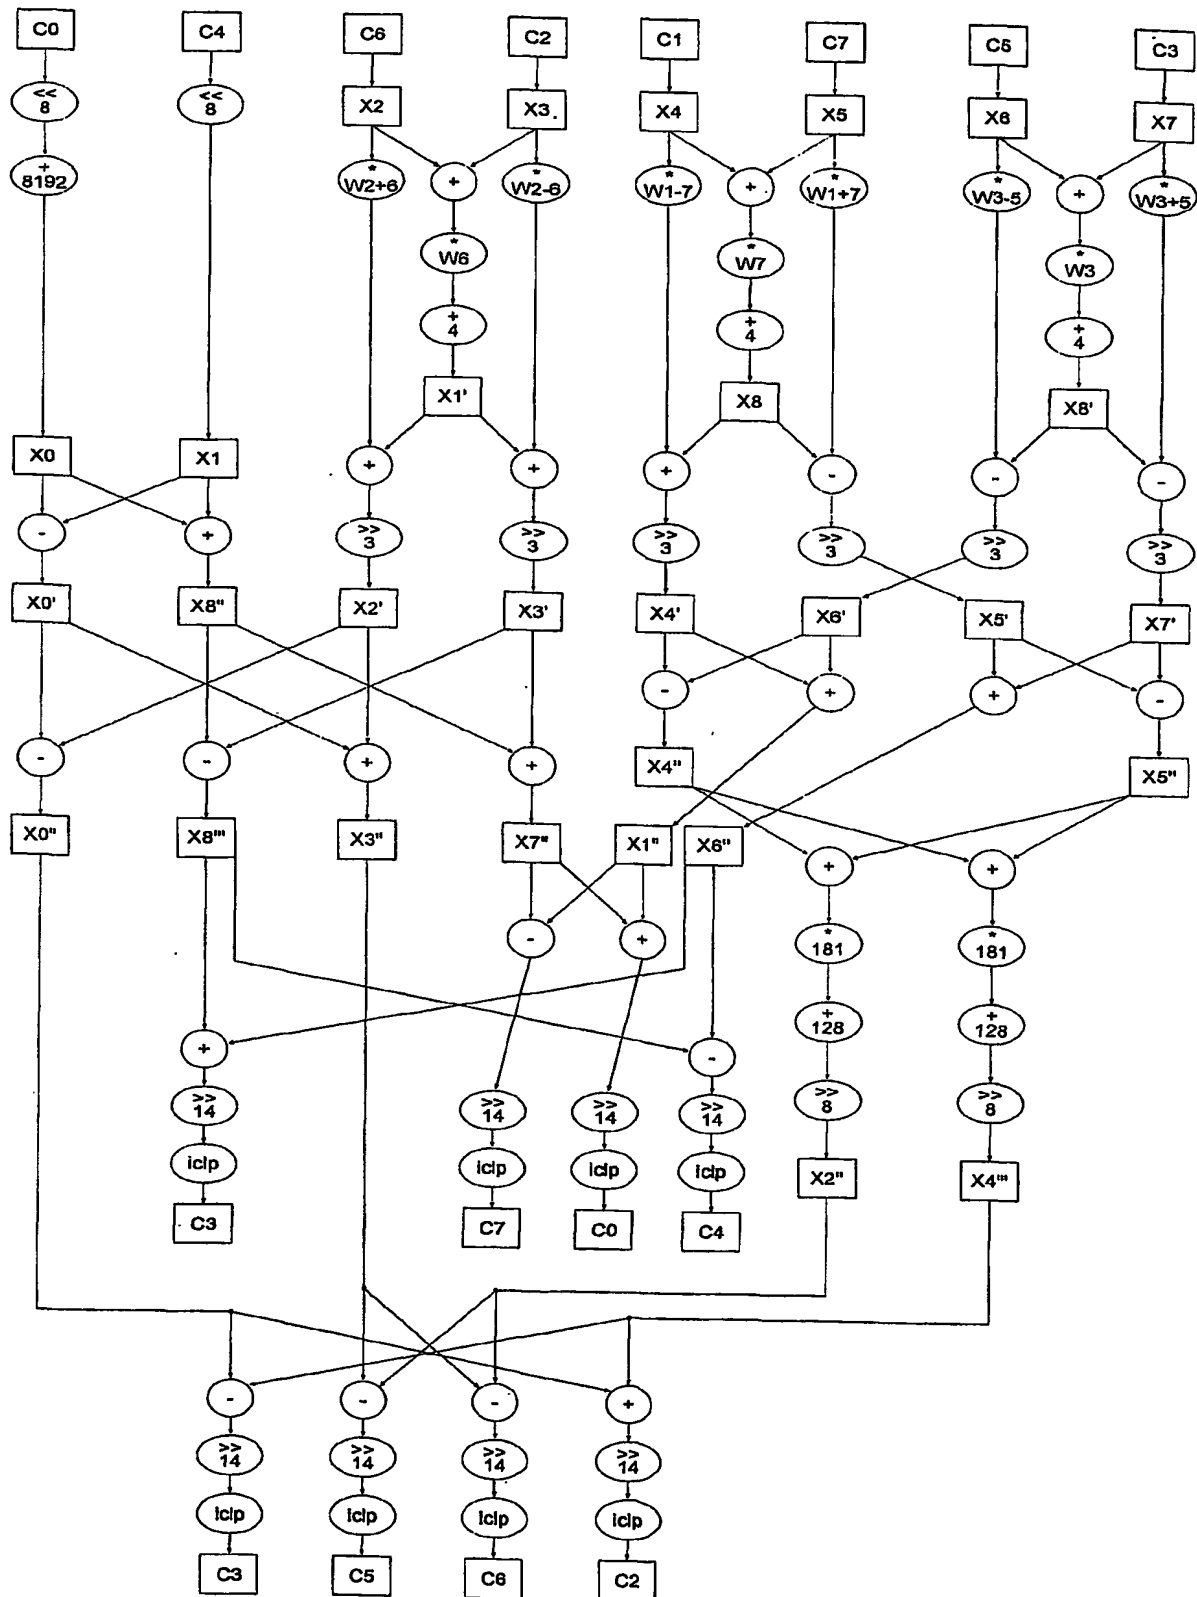 C0 C4 C6 C2 C1 C7 C5 C3
<< 8 << 8 X2 X3. X4 X5 X6 X7
+ 8192 * W2+6 + * W2-6 * W1-7 + * W1+7 * W3-5 + * W3+5
* W6 * W7 * W3
+ 4 + 4 + 4
X1' X8 X8'
X0 X1 + + + - - -
- + >> 3 >> 3 >> 3 >> 3 >> 3 >> 3
X0' X8" X2' X3' X4' X6' X5' X7'
- + + -
- - + + X4" X5"
X0" X8''' X3" X7" X1" X6" + +
- + * 181 * 181
+ - + 128 + 128
>> 14 >> 14 >> 14 >> 14 >> 8 >> 8
iclp iclp iclp iclp X2" X4'''
C3 C7 C0 C4
- - - +
>> 14 >> 14 >> 14 >> 14
iclp iclp iclp iclp
C3 C5 C6 C2